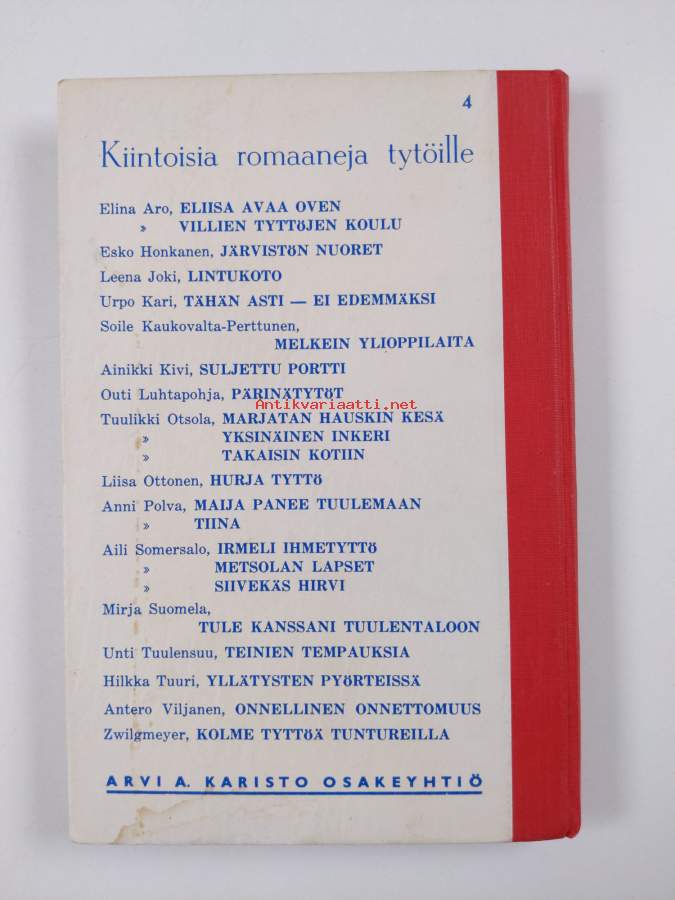 4
Kiintoisia romaaneja tytöille
Elina Aro, ELIISA AVAA OVEN
» VILLIEN TYTTÖJEN KOULU
Esko Honkanen, JÄRVISTÖN NUORET
Leena Joki, LINTUKOTO
Urpo Kari, TÄHÄN ASTI — EI EDEMMÄKSI
Soile Kaukovalta-Perttunen,
MELKEIN YLIOPPILAITA
Ainikki Kivi, SULJETTU PORTTI
Outi Luhtapohja, PÄRINÄTYTÖT
Antikvariaatti.net
Tuulikki Otsola, MARJATAN HAUSKIN KESÄ
» YKSINÄINEN INKERI
» TAKAISIN KOTIIN
Liisa Ottonen, HURJA TYTTÖ
Anni Polva, MAIJA PANEE TUULEMAAN
» TIINA
Aili Somersalo, IRMELI IHMETYTTÖ
» METSOLAN LAPSET
» SIIVEKÄS HIRVI
Mirja Suomela,
TULE KANSSANI TUULENTALOON
Unti Tuulensuu, TEINIEN TEMPAUKSIA
Hilkka Tuuri, YLLÄTYSTEN PYÖRTEISSÄ
Antero Viljanen, ONNELLINEN ONNETTOMUUS
Zwilgmeyer, KOLME TYTTÖÄ TUNTUREILLA
ARVI A. KARISTO OSAKEYHTIÖ